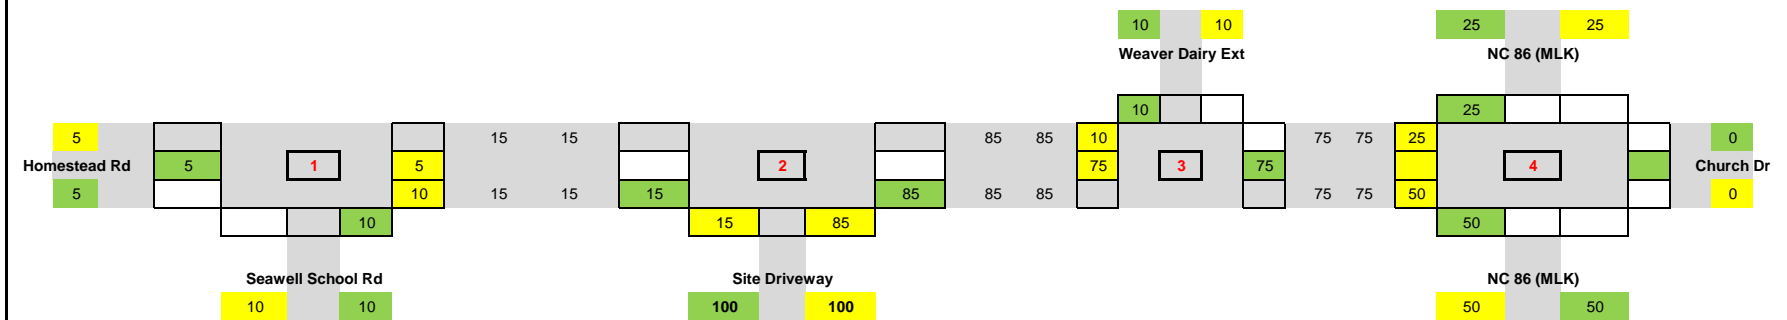 10 10 25 25
Weaver Dairy Ext NC 86 (MLK)
10 25
5 15 15 85 85 10 75 75 25 0
Homestead Rd 5 1 5 2 75 3 75 4 Church Dr
5 10 15 15 15 85 85 85 75 75 50 0
10 15 85 50
Seawell School Rd Site Driveway NC 86 (MLK)
10 10 100 100 50 50